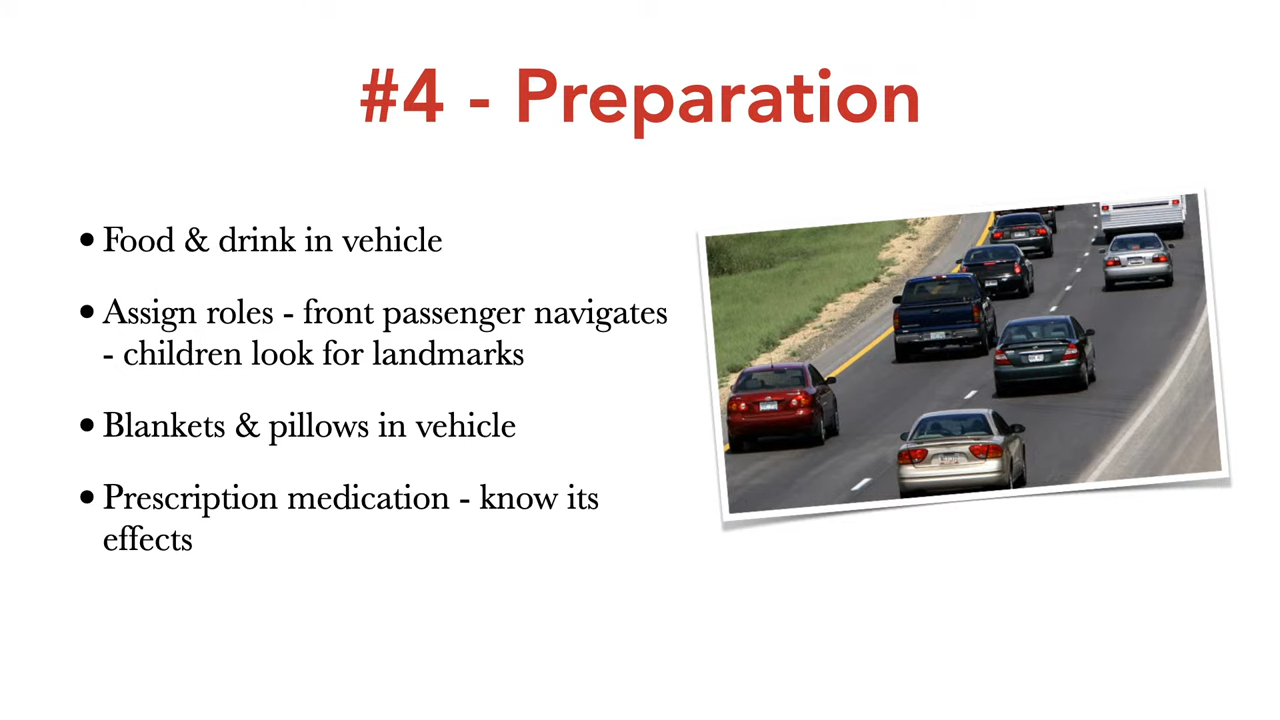 #4 - Preparation
• Food & drink in vehicle
• Assign roles - front passenger navigates
- children look for landmarks
• Blankets & pillows in vehicle
• Prescription medication - know its
effects